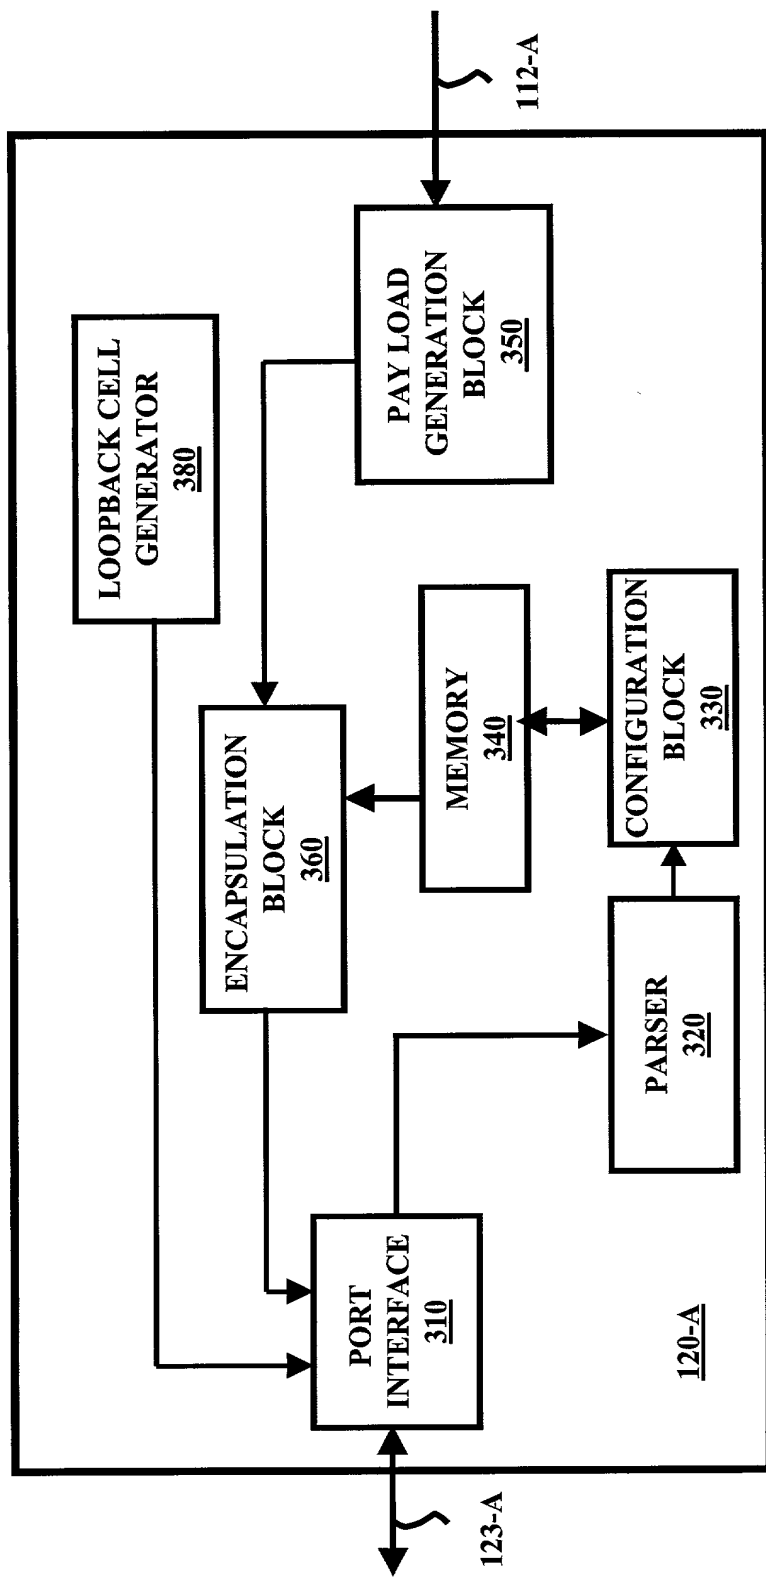 112-A
LOOPBACK CELL
GENERATOR
380
PAY LOAD
GENERATION
BLOCK
350
ENCAPSULATION
BLOCK
360
MEMORY
340
CONFIGURATION
BLOCK
330
PORT
INTERFACE
310
PARSER
320
120-A
123-A